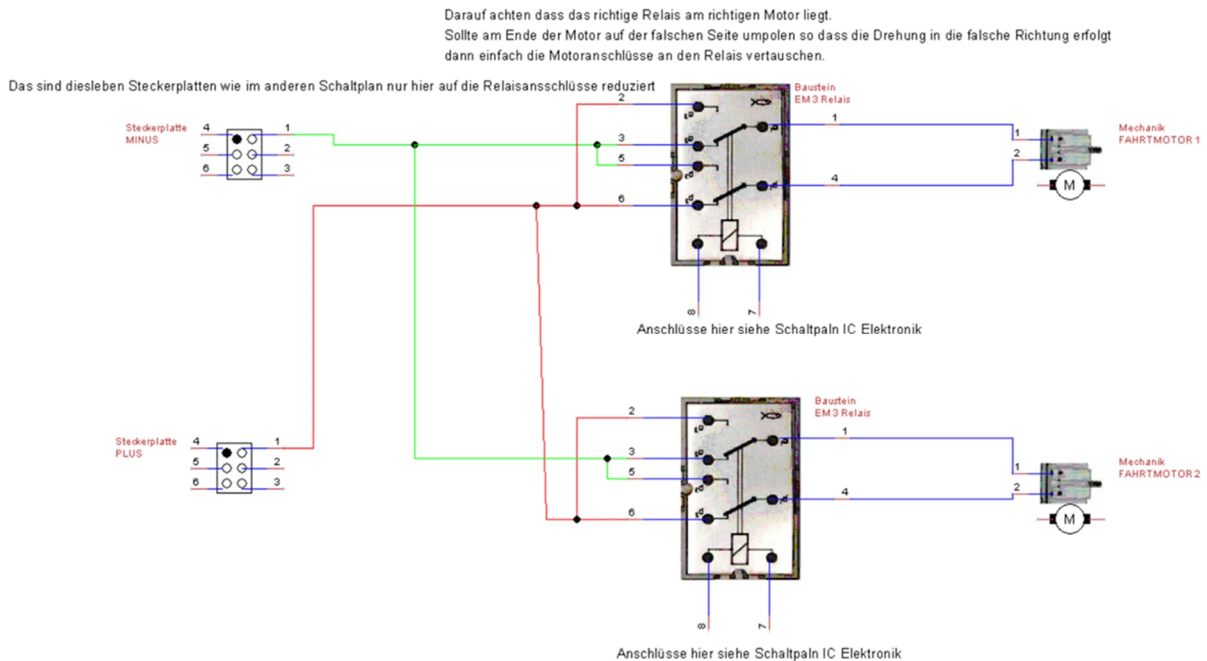 Darauf achten dass das richtige Relais am richtigen Motor liegt.
Sollte am Ende der Motor auf der falschen Seite umpolen so dass die Drehung in die falsche Richtung erfolgt
dann einfach die Motoranschlüsse an den Relais vertauschen.
Das sind diesleben Steckerplatten wie im anderen Schaltplan nur hier auf die Relaisansschlüsse reduziert
Steckerplatte
MINUS
4 1
5 2
6 3
2
3
5
6
Baustein
EM3 Relais
1
4
8 7
1
2
Mechanik
FAHRTMOTOR 1
M
Anschlüsse hier siehe Schaltpaln IC Elektronik
Steckerplatte
PLUS
4 1
5 2
6 3
2
3
5
6
Baustein
EM3 Relais
1
4
8 7
1
2
Mechanik
FAHRTMOTOR 2
M
Anschlüsse hier siehe Schaltpaln IC Elektronik